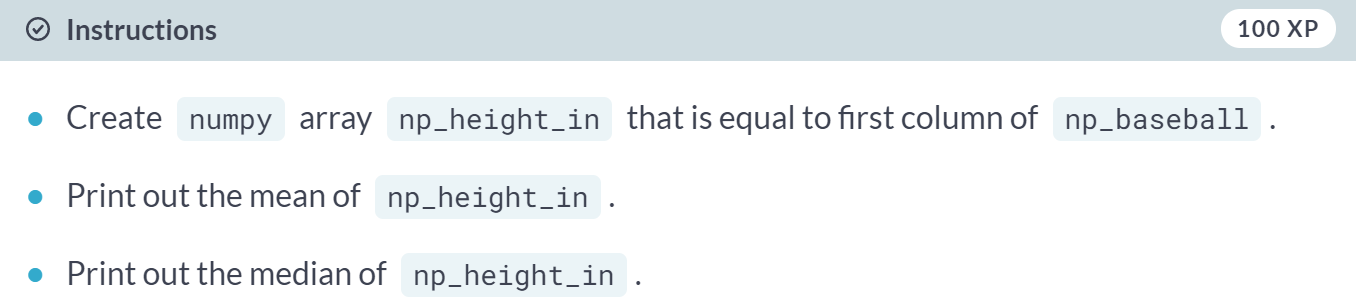 Instructions 100 XP
Create numpy array np_height_in that is equal to first column of np_baseball .
Print out the mean of np_height_in .
Print out the median of np_height_in .